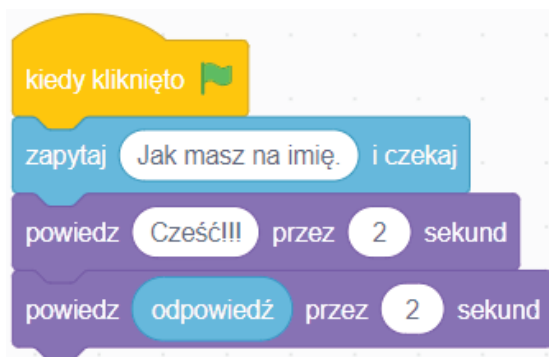 kiedy kliknięto
zapytaj Jak masz na imię. i czekaj
powiedz Cześć!!! przez 2 sekund
powiedz odpowiedź przez 2 sekund